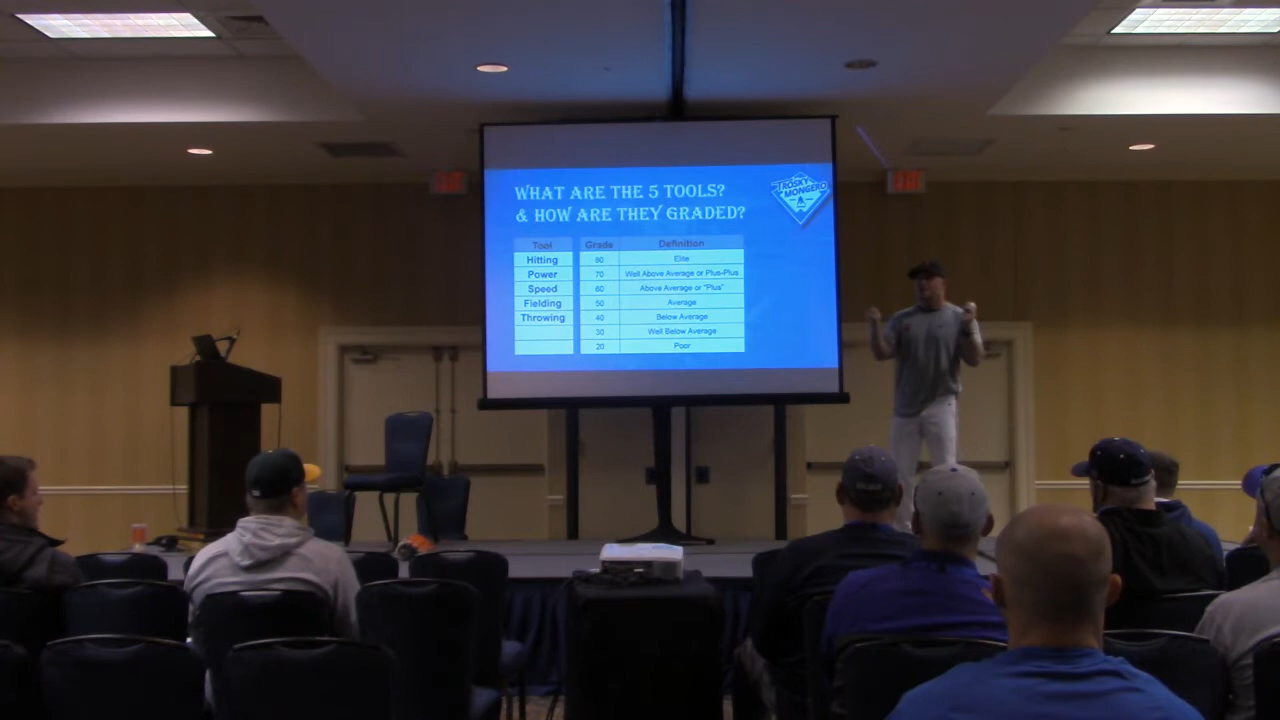 WHAT ARE THE 5 TOOLS?
& HOW ARE THEY GRADED?
TROSKY
MONGERO
Tool Grade Definition
Hitting 80 Elite
Power 70 Well Above Average or Plus-Plus
Speed 60 Above Average or "Plus"
Fielding 50 Average
Throwing 40 Below Average
30 Well Below Average
20 Poor
EXIT
EXIT